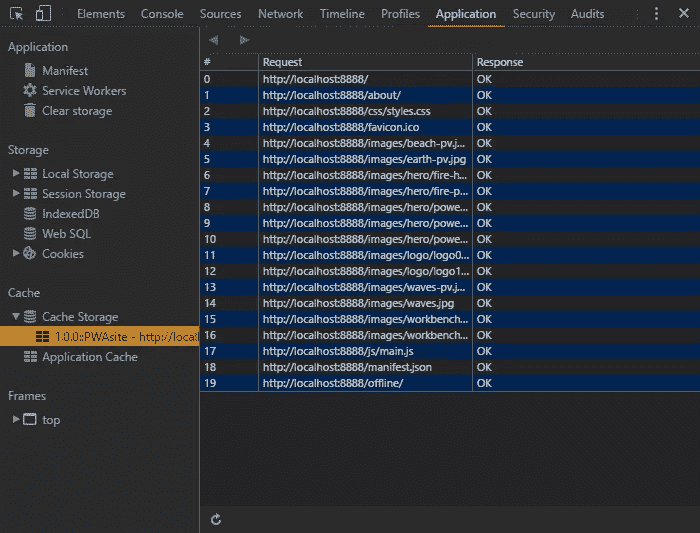 Elements Console Sources Network Timeline Profiles Application Security Audits
Application
Manifest
Service Workers
Clear storage
Storage
Local Storage
Session Storage
IndexedDB
Web SQL
Cookies
Cache
Cache Storage
1.0.0::PWAsite - http://local
Application Cache
Frames
top
# Request Response
0 http://localhost:8888/ OK
1 http://localhost:8888/about/ OK
2 http://localhost:8888/css/styles.css OK
3 http://localhost:8888/favicon.ico OK
4 http://localhost:8888/images/beach-pv.j... OK
5 http://localhost:8888/images/earth-pv.jpg OK
6 http://localhost:8888/images/hero/fire-h... OK
7 http://localhost:8888/images/hero/fire-p... OK
8 http://localhost:8888/images/hero/powe... OK
9 http://localhost:8888/images/hero/powe... OK
10 http://localhost:8888/images/hero/powe... OK
11 http://localhost:8888/images/logo/logo0... OK
12 http://localhost:8888/images/logo/logo1... OK
13 http://localhost:8888/images/waves-pv.j... OK
14 http://localhost:8888/images/waves.jpg OK
15 http://localhost:8888/images/workbench... OK
16 http://localhost:8888/images/workbench... OK
17 http://localhost:8888/js/main.js OK
18 http://localhost:8888/manifest.json OK
19 http://localhost:8888/offline/ OK